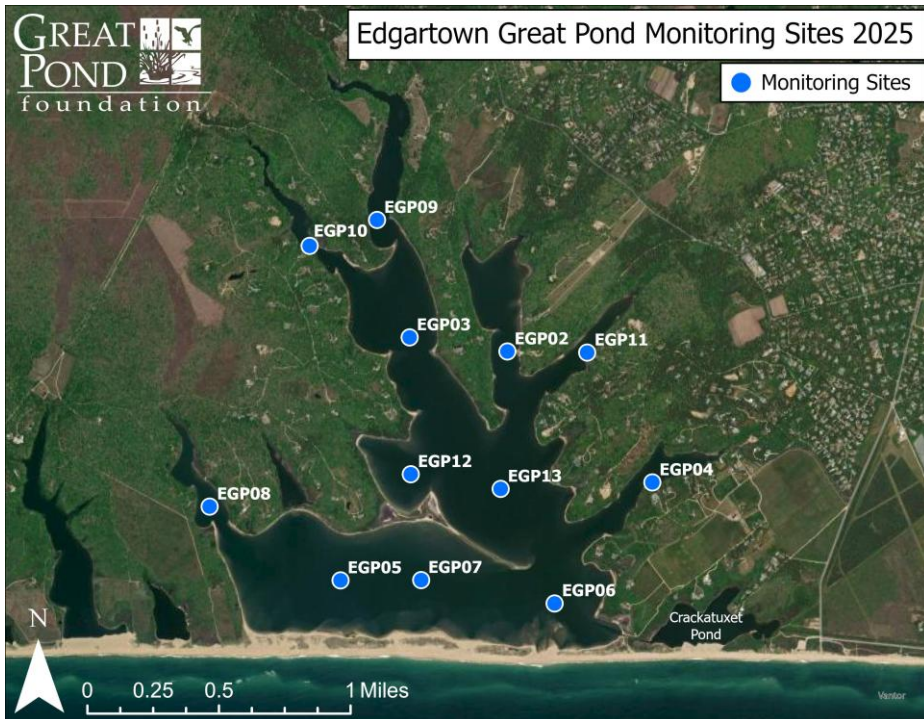 GREAT
POND
foundation
Edgartown Great Pond Monitoring Sites 2025
Monitoring Sites
EGP09
EGP10
EGP03
EGP02
EGP11
EGP12
EGP13
EGP04
EGP08
EGP05
EGP07
EGP06
Crackatuxet
Pond
N
0 0.25 0.5 1 Miles
Vantor